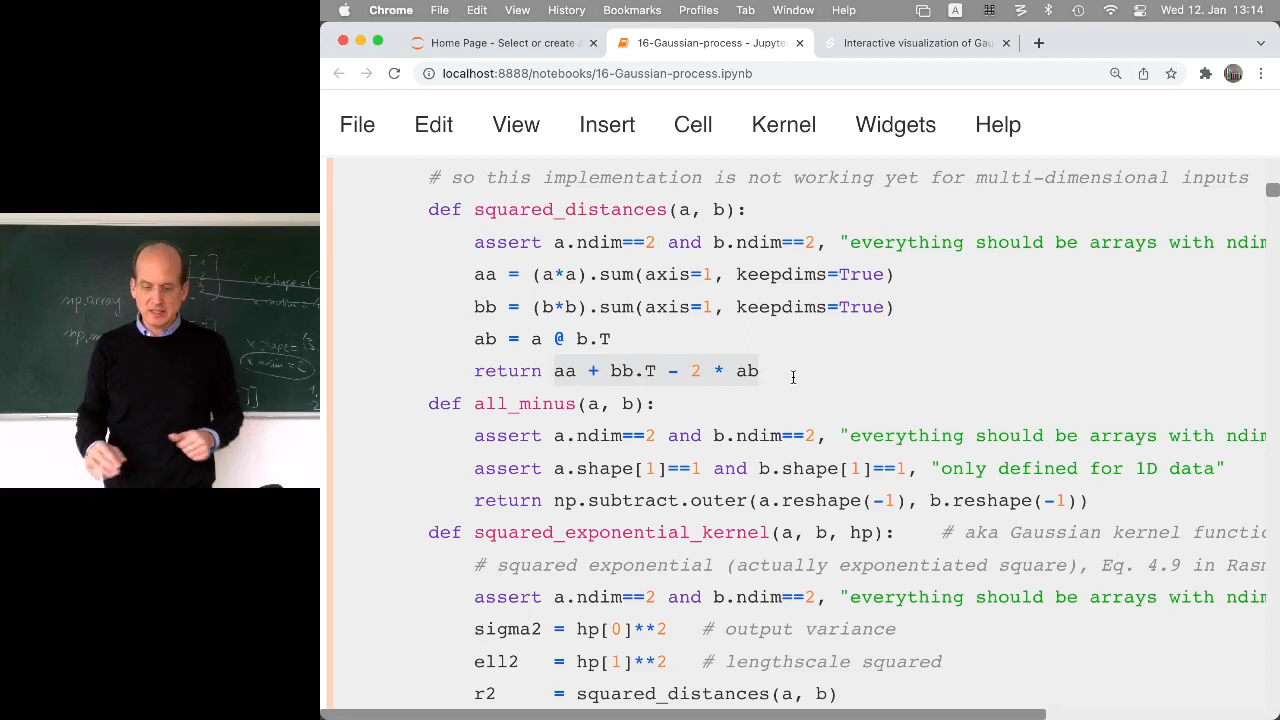 Chrome File Edit View History Bookmarks Profiles Tab Window Help A Wed 12. Jan 13:14
Home Page - Select or create a
16-Gaussian-process - Jupyte
Interactive visualization of Gau
localhost:8888/notebooks/16-Gaussian-process.ipynb
File Edit View Insert Cell Kernel Widgets Help
# so this implementation is not working yet for multi-dimensional inputs
def squared_distances(a, b):
assert a.ndim==2 and b.ndim==2, "everything should be arrays with ndim
aa = (a*a).sum(axis=1, keepdims=True)
bb = (b*b).sum(axis=1, keepdims=True)
ab = a @ b.T
return aa + bb.T - 2 * ab
def all_minus(a, b):
assert a.ndim==2 and b.ndim==2, "everything should be arrays with ndim
assert a.shape[1]==1 and b.shape[1]==1, "only defined for 1D data"
return np.subtract.outer(a.reshape(-1), b.reshape(-1))
def squared_exponential_kernel(a, b, hp): # aka Gaussian kernel functio
# squared exponential (actually exponentiated square), Eq. 4.9 in Rasm
assert a.ndim==2 and b.ndim==2, "everything should be arrays with ndim
sigma2 = hp[0]**2 # output variance
ell2 = hp[1]**2 # lengthscale squared
r2 = squared_distances(a, b)
np.array
x.shape=(
x.ndim=2